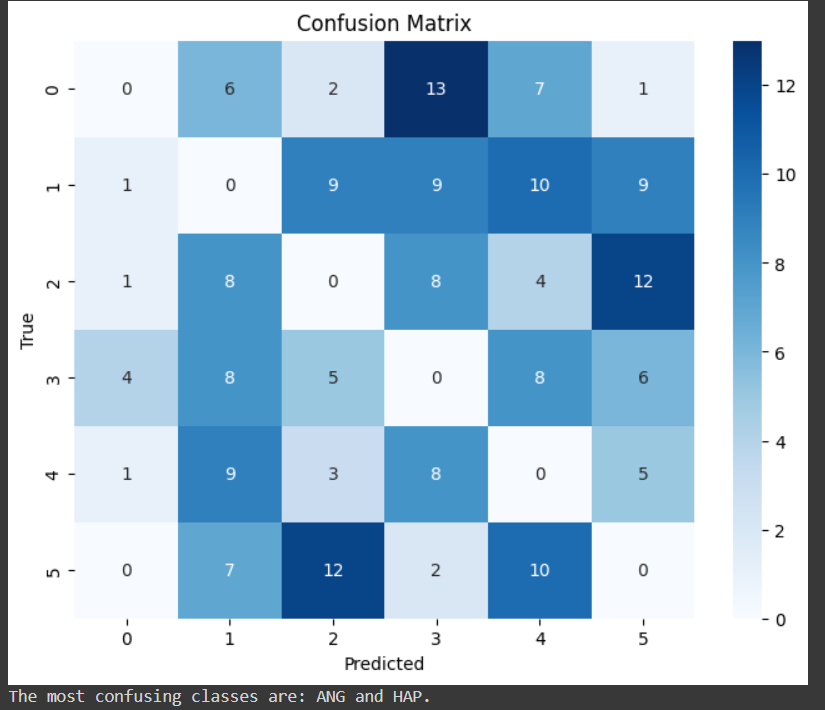 Confusion Matrix
0 0 6 2 13 7 1
1 1 0 9 9 10 9
2 1 8 0 8 4 12
3 4 8 5 0 8 6
4 1 9 3 8 0 5
5 0 7 12 2 10 0
0 1 2 3 4 5
True
Predicted
12
10
8
6
4
2
0
The most confusing classes are: ANG and HAP.